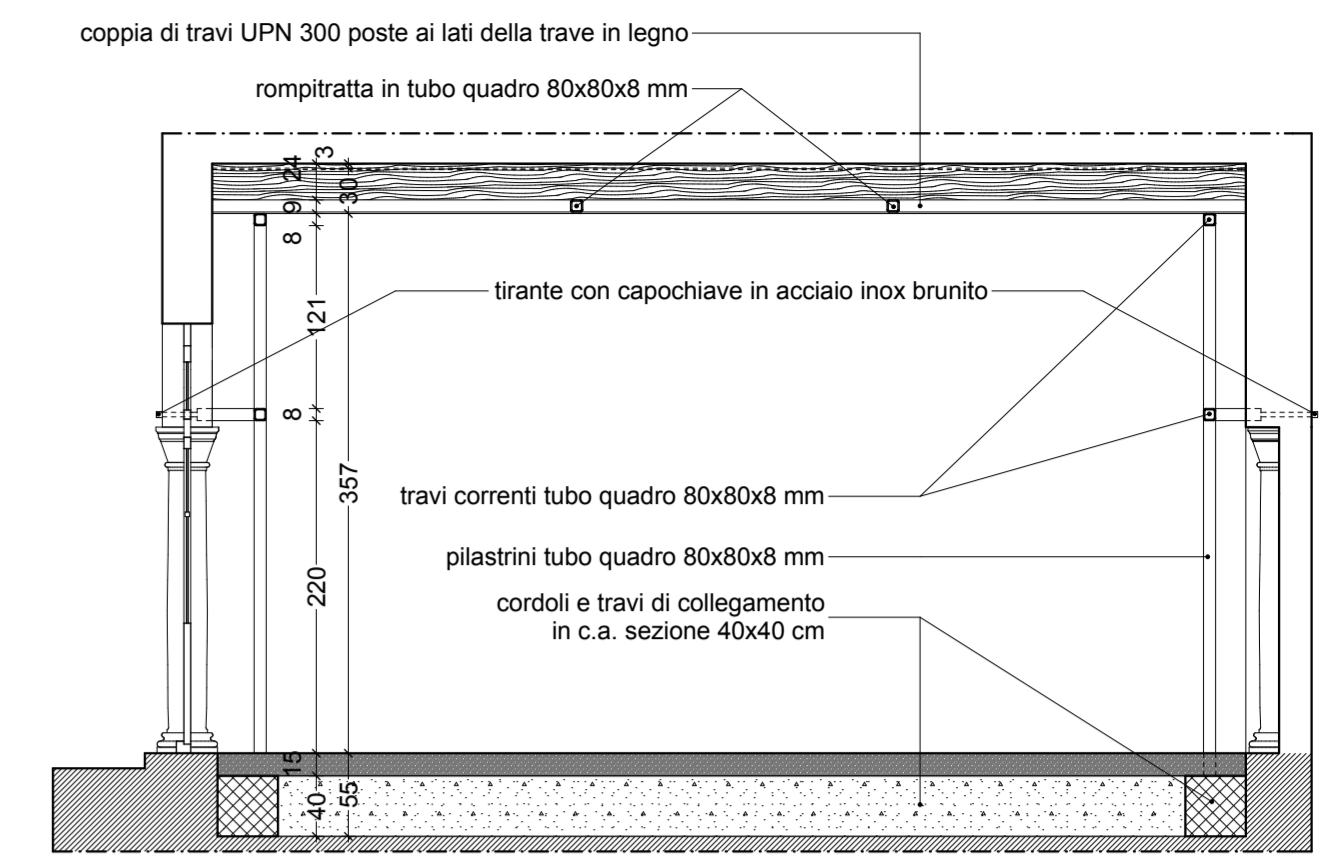 coppia di travi UPN 300 poste ai lati della trave in legno
rompitratta in tubo quadro 80x80x8 mm
3
24
30
9
8
121
tirante con capochiave in acciaio inox brunito
8
357
travi correnti tubo quadro 80x80x8 mm
pilastrini tubo quadro 80x80x8 mm
220
cordoli e travi di collegamento
in c.a. sezione 40x40 cm
15
40
55